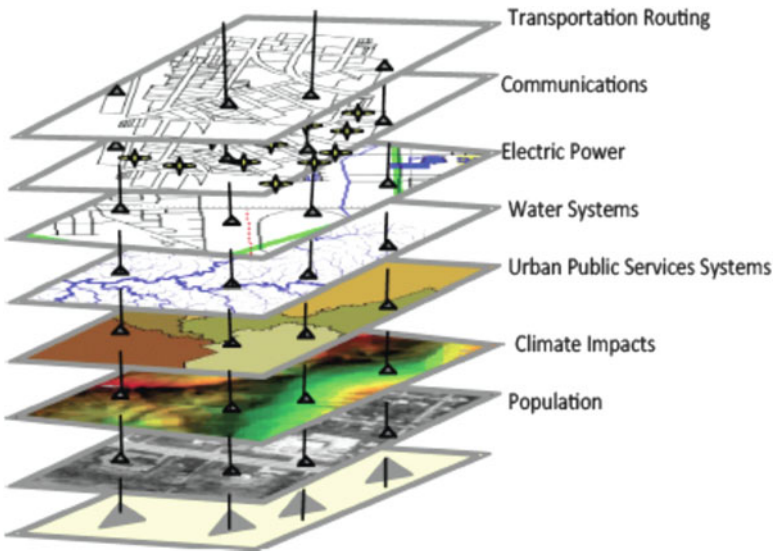 Transportation Routing
Communications
Electric Power
Water Systems
Urban Public Services Systems
Climate Impacts
Population